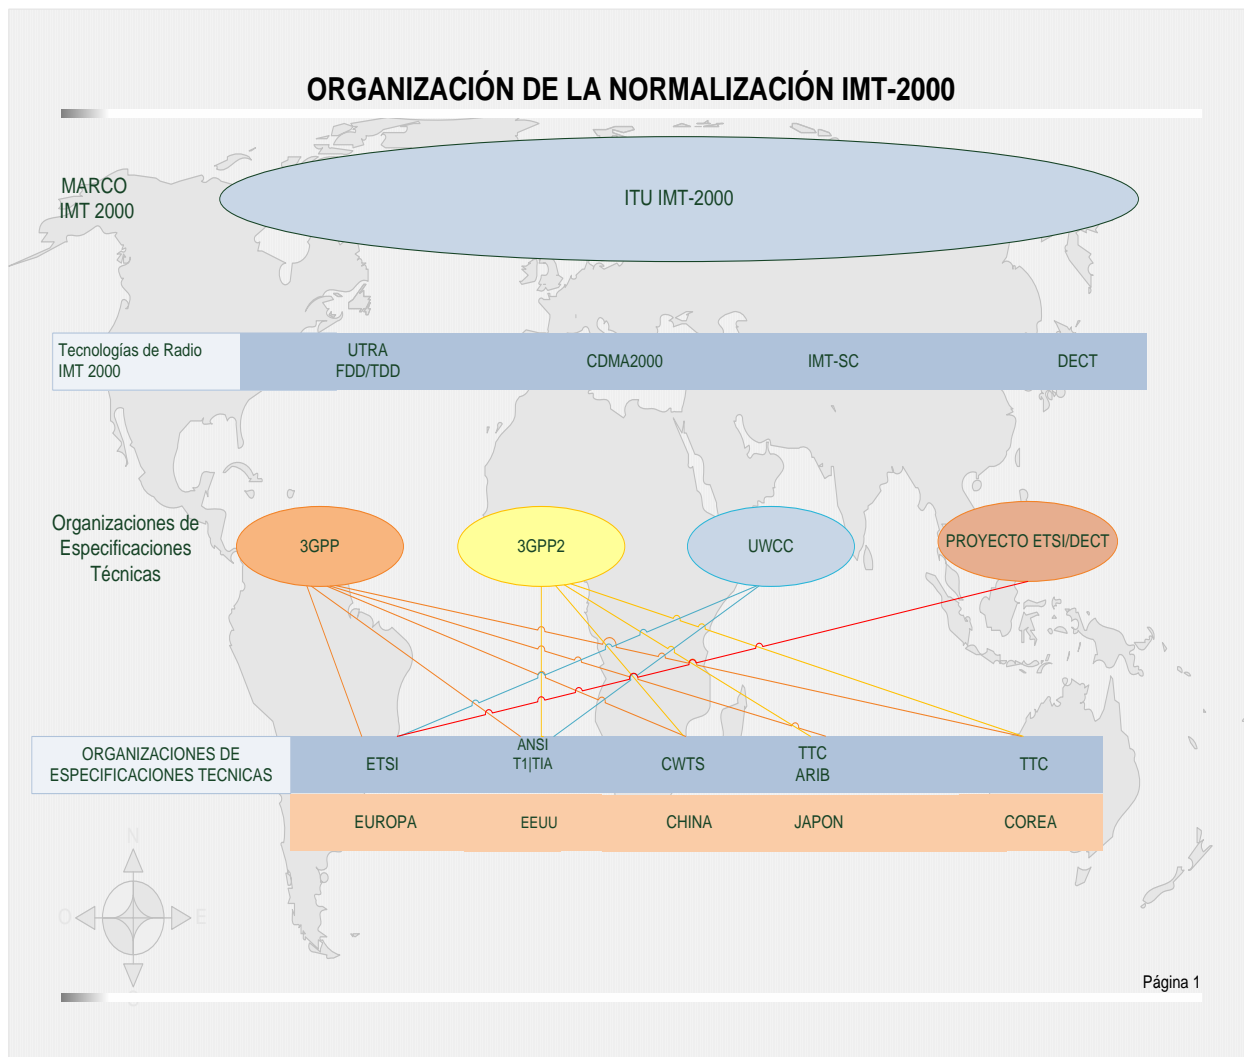 ORGANIZACIÓN DE LA NORMALIZACIÓN IMT-2000
MARCO
IMT 2000
ITU IMT-2000
Tecnologías de Radio
IMT 2000
UTRA
FDD/TDD
CDMA2000
IMT-SC
DECT
Organizaciones de
Especificaciones
Técnicas
3GPP
3GPP2
UWCC
PROYECTO ETSI/DECT
ORGANIZACIONES DE
ESPECIFICACIONES TECNICAS
ETSI
ANSI
T1|TIA
CWTS
TTC
ARIB
TTC
EUROPA
EEUU
CHINA
JAPON
COREA
N
O
E
S
Página 1